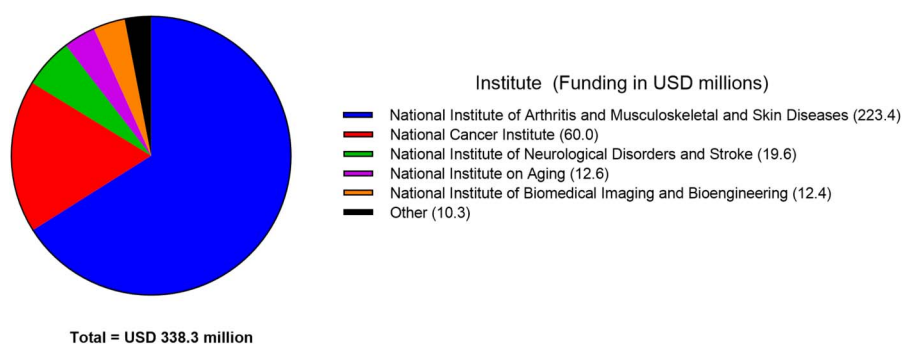 Institute (Funding in USD millions)
National Institute of Arthritis and Musculoskeletal and Skin Diseases (223.4)
National Cancer Institute (60.0)
National Institute of Neurological Disorders and Stroke (19.6)
National Institute on Aging (12.6)
National Institute of Biomedical Imaging and Bioengineering (12.4)
Other (10.3)
Total = USD 338.3 million